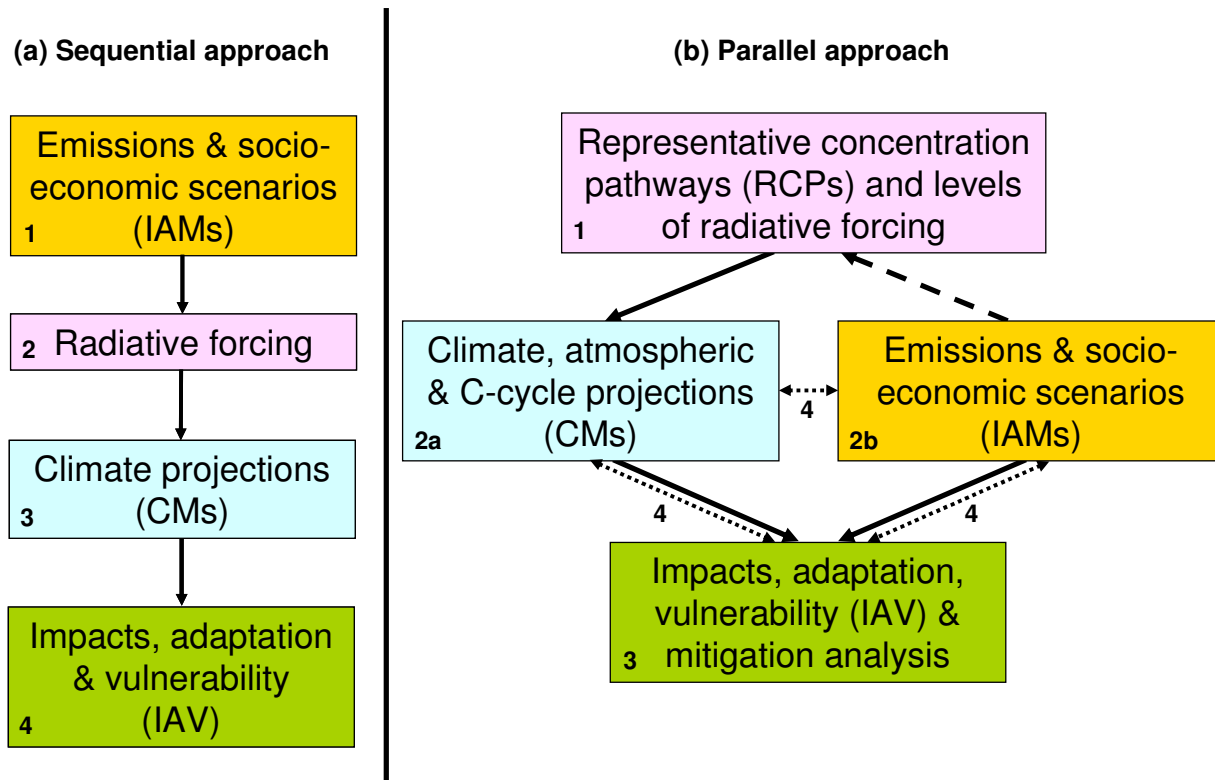 (a) Sequential approach
Emissions & socio-
economic scenarios
(IAMs)
1
2
Radiative forcing
Climate projections
(CMs)
3
Impacts, adaptation
& vulnerability
(IAV)
4
(b) Parallel approach
Representative concentration
pathways (RCPs) and levels
of radiative forcing
1
Climate, atmospheric
& C-cycle projections
(CMs)
2a
4
Emissions & socio-
economic scenarios
(IAMs)
2b
4
4
Impacts, adaptation,
vulnerability (IAV) &
mitigation analysis
3